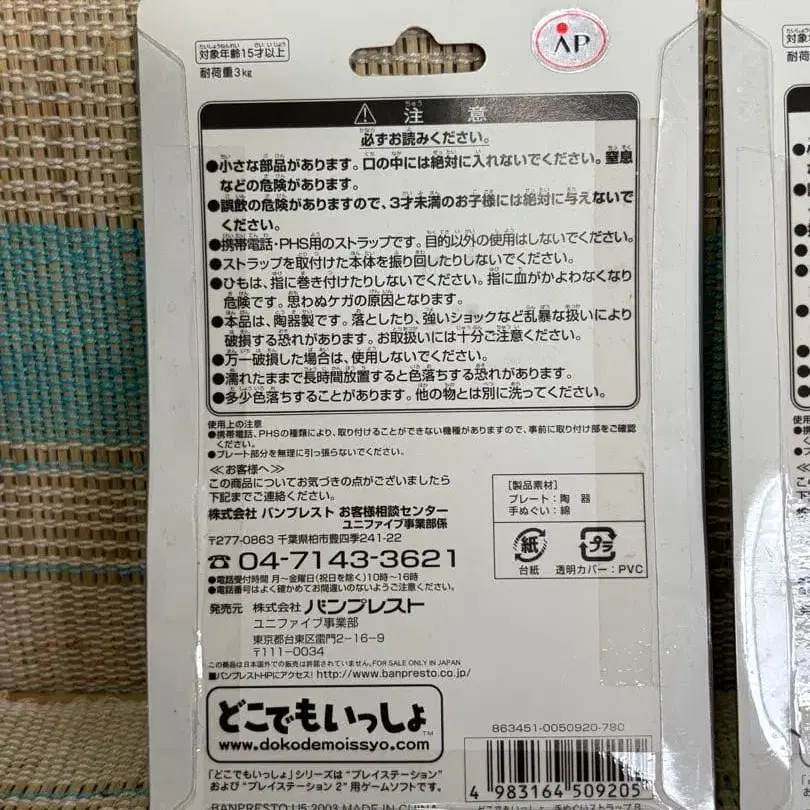 対象年齢15才以上
耐荷重3kg
AP
注意
必ずお読みください。
●小さな部品があります。口の中には絶対に入れないでください。窒息
などの危険があります。
●誤飲の危険がありますので、3才未満のお子様には絶対に与えないで
ください。
●携帯電話・PHS用のストラップです。目的以外の使用はしないでください。
●ストラップを取付けた本体を振り回したりしないでください。
●ひもは、指に巻き付けたりしないでください。指に血がかよわなくなり
危険です。思わぬケガの原因となります。
●本品は、陶器製です。落としたり、強いショックなど乱暴な扱いにより
破損する恐れがあります。お取扱いには十分ご注意ください。
●万一破損した場合は、使用しないでください。
●濡れたままで長時間放置すると色落ちする恐れがあります。
●多少色落ちすることがあります。他の物とは別に洗ってください。
使用上の注意
●携帯電話、PHSの種類により、取り付けることができない機種がありますので、事前に取り付け部をご確認
ください。
●プレート部分を無理に引っ張らないでください。
≪お客様へ≫
この商品についてお気づきの点がございましたら
下記までご連絡ください。
株式会社 バンプレスト お客様相談センター
ユニファイブ事業部係
〒277-0863 千葉県柏市豊四季241-22
☎04-7143-3621
●電話受付時間 月〜金曜日(祝日を除く)10時〜16時
●電話番号はよく確かめてお間違いのないようにおかけください。
発売元 株式会社 バンプレスト
ユニファイブ事業部
東京都台東区雷門2-16-9
〒111-0034
この商品は日本国外での販売は許諾されていません。FOR SALE ONLY IN JAPAN
■バンプレストHPにアクセス! http://www.banpresto.co.jp/
[製品素材]
プレート:陶 器
手ぬぐい:綿
紙
台紙
プラ
透明カバー:PVC
どこでもいっしょ™
www.dokodemoissyo.com
「どこでもいっしょ」シリーズは"プレイステーション"
および"プレイステーション 2"用ゲームソフトです。
863451-0050920-780
4 983164 509205